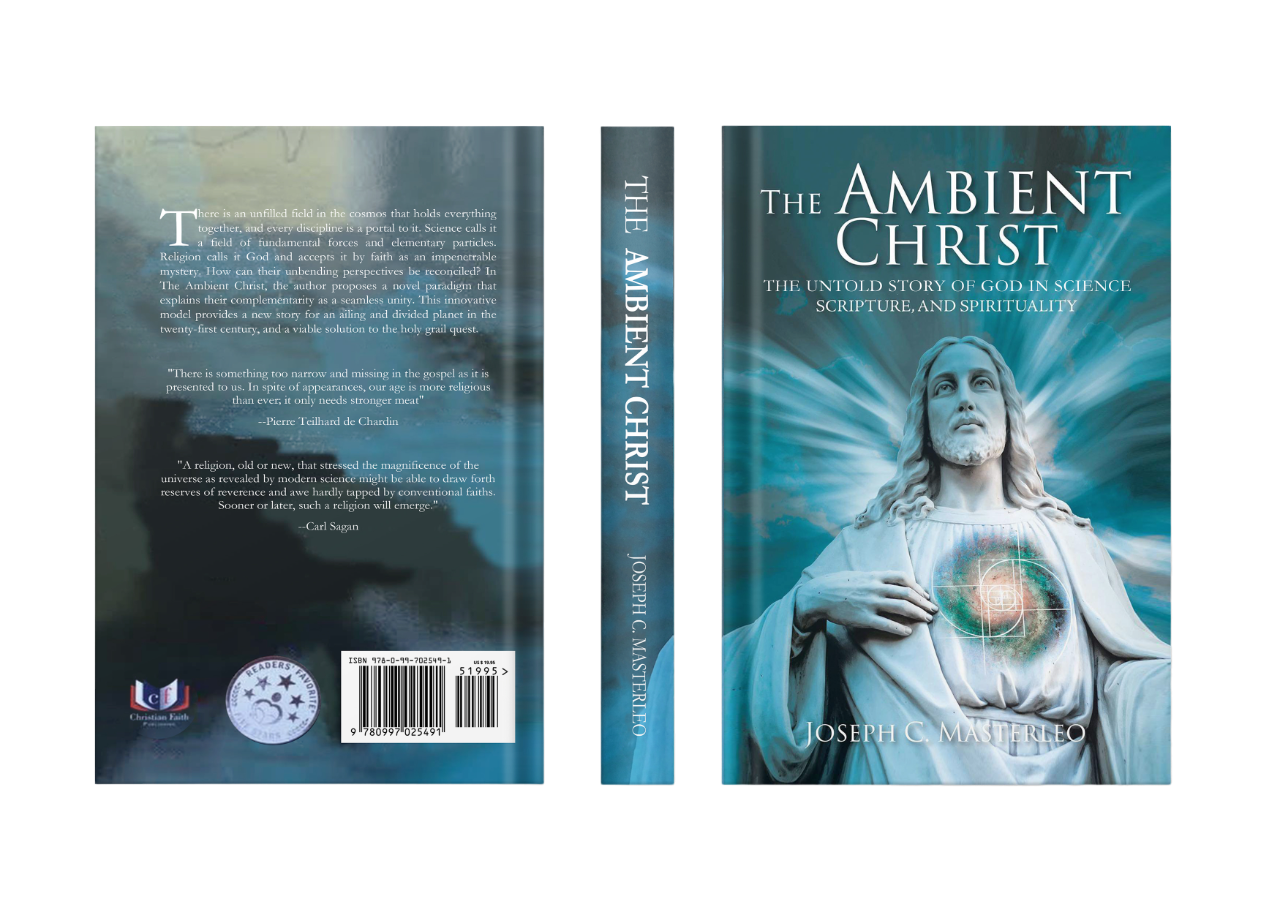 There is an unfilled field in the cosmos that holds everything
together, and every discipline is a portal to it. Science calls it
a field of fundamental forces and elementary particles.
Religion calls it God and accepts it by faith as an impenetrable
mystery. How can their unbending perspectives be reconciled? In
The Ambient Christ, the author proposes a novel paradigm that
explains their complementarity as a seamless unity. This innovative
model provides a new story for an ailing and divided planet in the
twenty-first century, and a viable solution to the holy grail quest.
"There is something too narrow and missing in the gospel as it is
presented to us. In spite of appearances, our age is more religious
than ever; it only needs stronger meat"
--Pierre Teilhard de Chardin
"A religion, old or new, that stressed the magnificence of the
universe as revealed by modern science might be able to draw forth
reserves of reverence and awe hardly tapped by conventional faiths.
Sooner or later, such a religion will emerge."
--Carl Sagan
cf
Christian Faith
READERS' FAVORITE
ISBN 978-0-99-702549-1
US $ 19.95
51995 >
9 780997 025491
THE AMBIENT CHRIST
JOSEPH C. MASTERLEO
THE AMBIENT
CHRIST
THE UNTOLD STORY OF GOD IN SCIENCE
SCRIPTURE, AND SPIRITUALITY
JOSEPH C. MASTERLEO